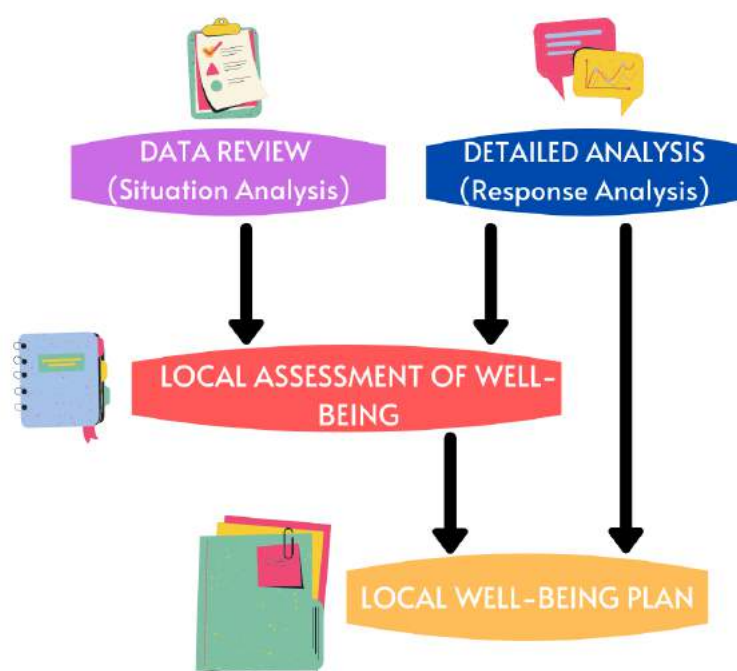 DATA REVIEW
(Situation Analysis)
DETAILED ANALYSIS
(Response Analysis)
LOCAL ASSESSMENT OF WELL-
BEING
LOCAL WELL-BEING PLAN